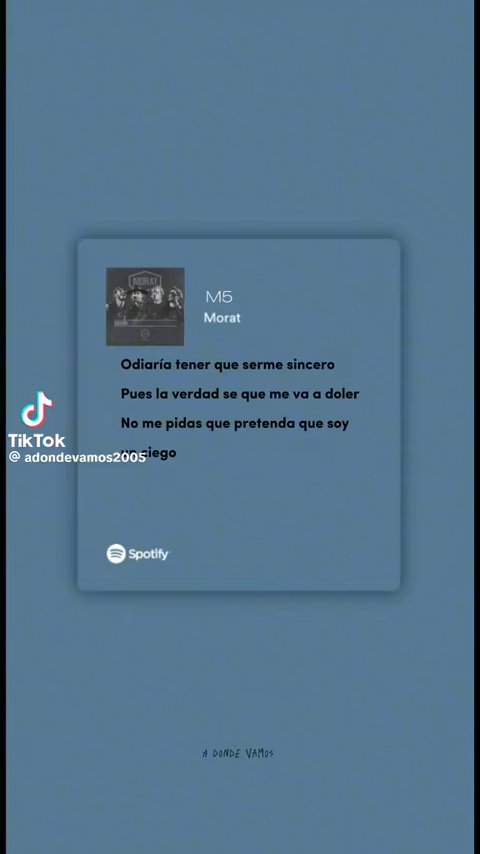 MORAT
M5
Morat
Odiaría tener que serme sincero
Pues la verdad se que me va a doler
No me pidas que pretenda que soy
un ciego
TikTok
@ adondevamos2005
Spotify
A DONDE VAMOS